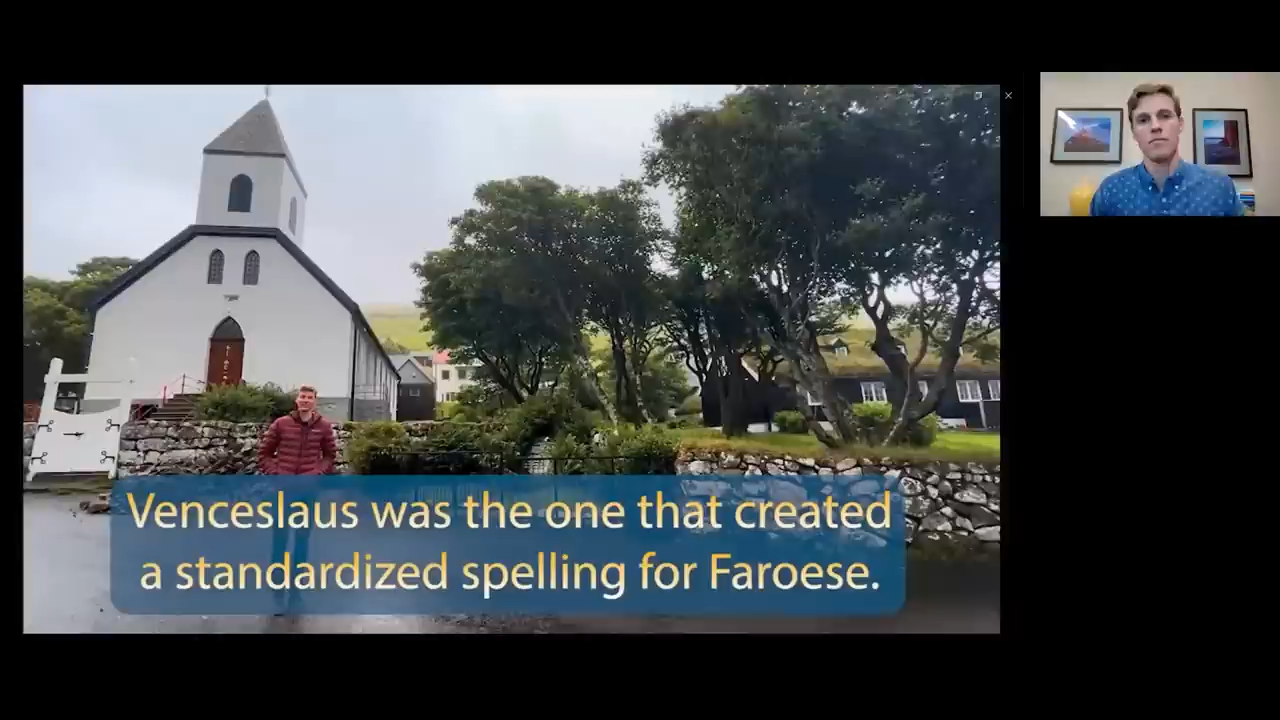 Venceslaus was the one that created
a standardized spelling for Faroese.